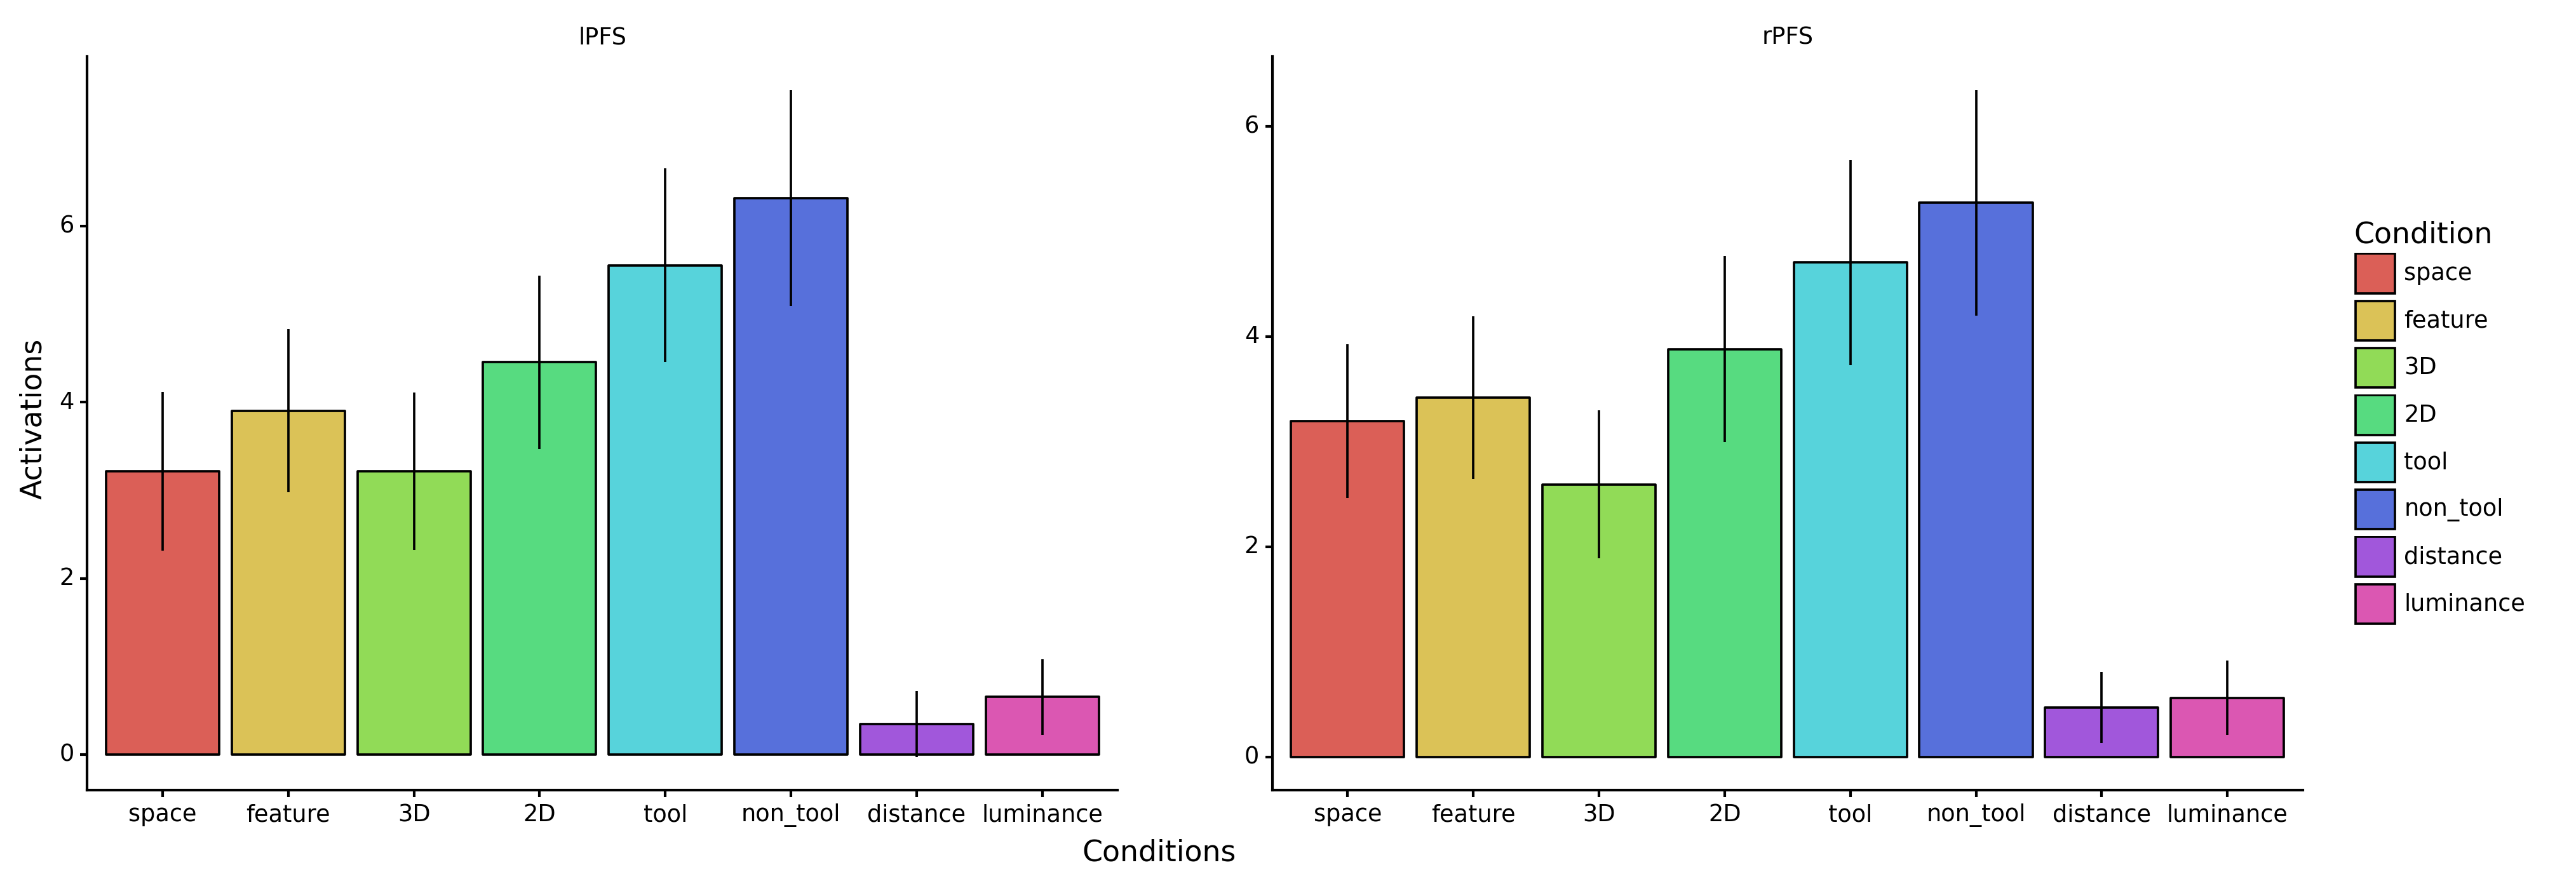 lPFS
rPFS
Activations
6
4
2
0
6
4
2
0
space feature 3D 2D tool non_tool distance luminance
space feature 3D 2D tool non_tool distance luminance
Conditions
Condition
space
feature
3D
2D
tool
non_tool
distance
luminance